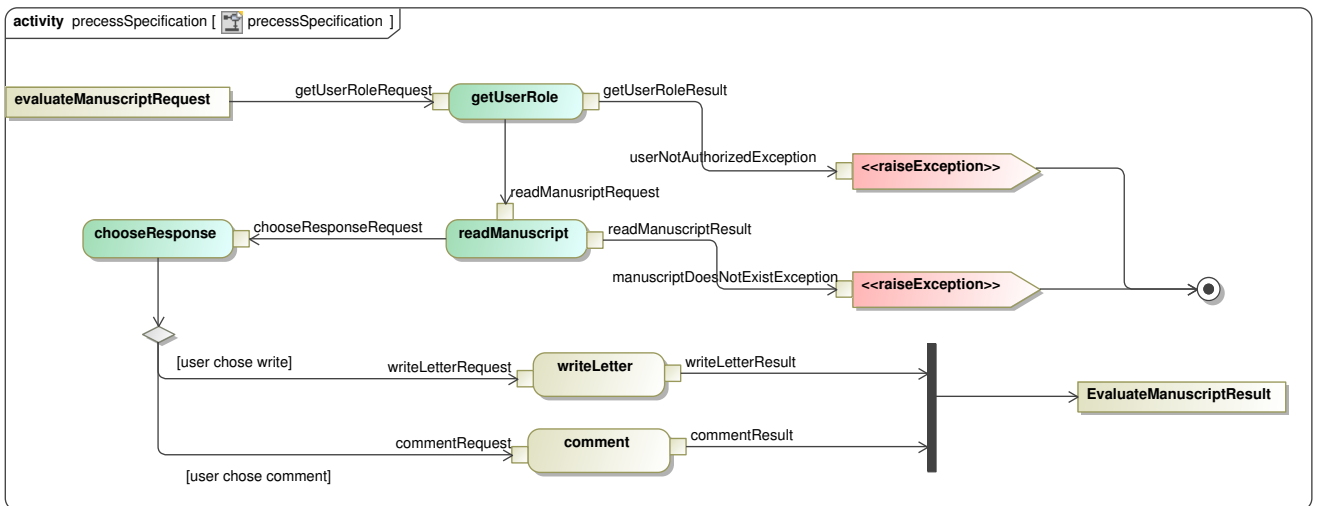 activity precessSpecification [ precessSpecification ]
evaluateManuscriptRequest
getUserRoleRequest
getUserRole
getUserRoleResult
userNotAuthorizedException
<<raiseException>>
readManusriptRequest
chooseResponse
chooseResponseRequest
readManuscript
readManuscriptResult
manuscriptDoesNotExistException
<<raiseException>>
[user chose write]
writeLetterRequest
writeLetter
writeLetterResult
EvaluateManuscriptResult
commentRequest
comment
commentResult
[user chose comment]